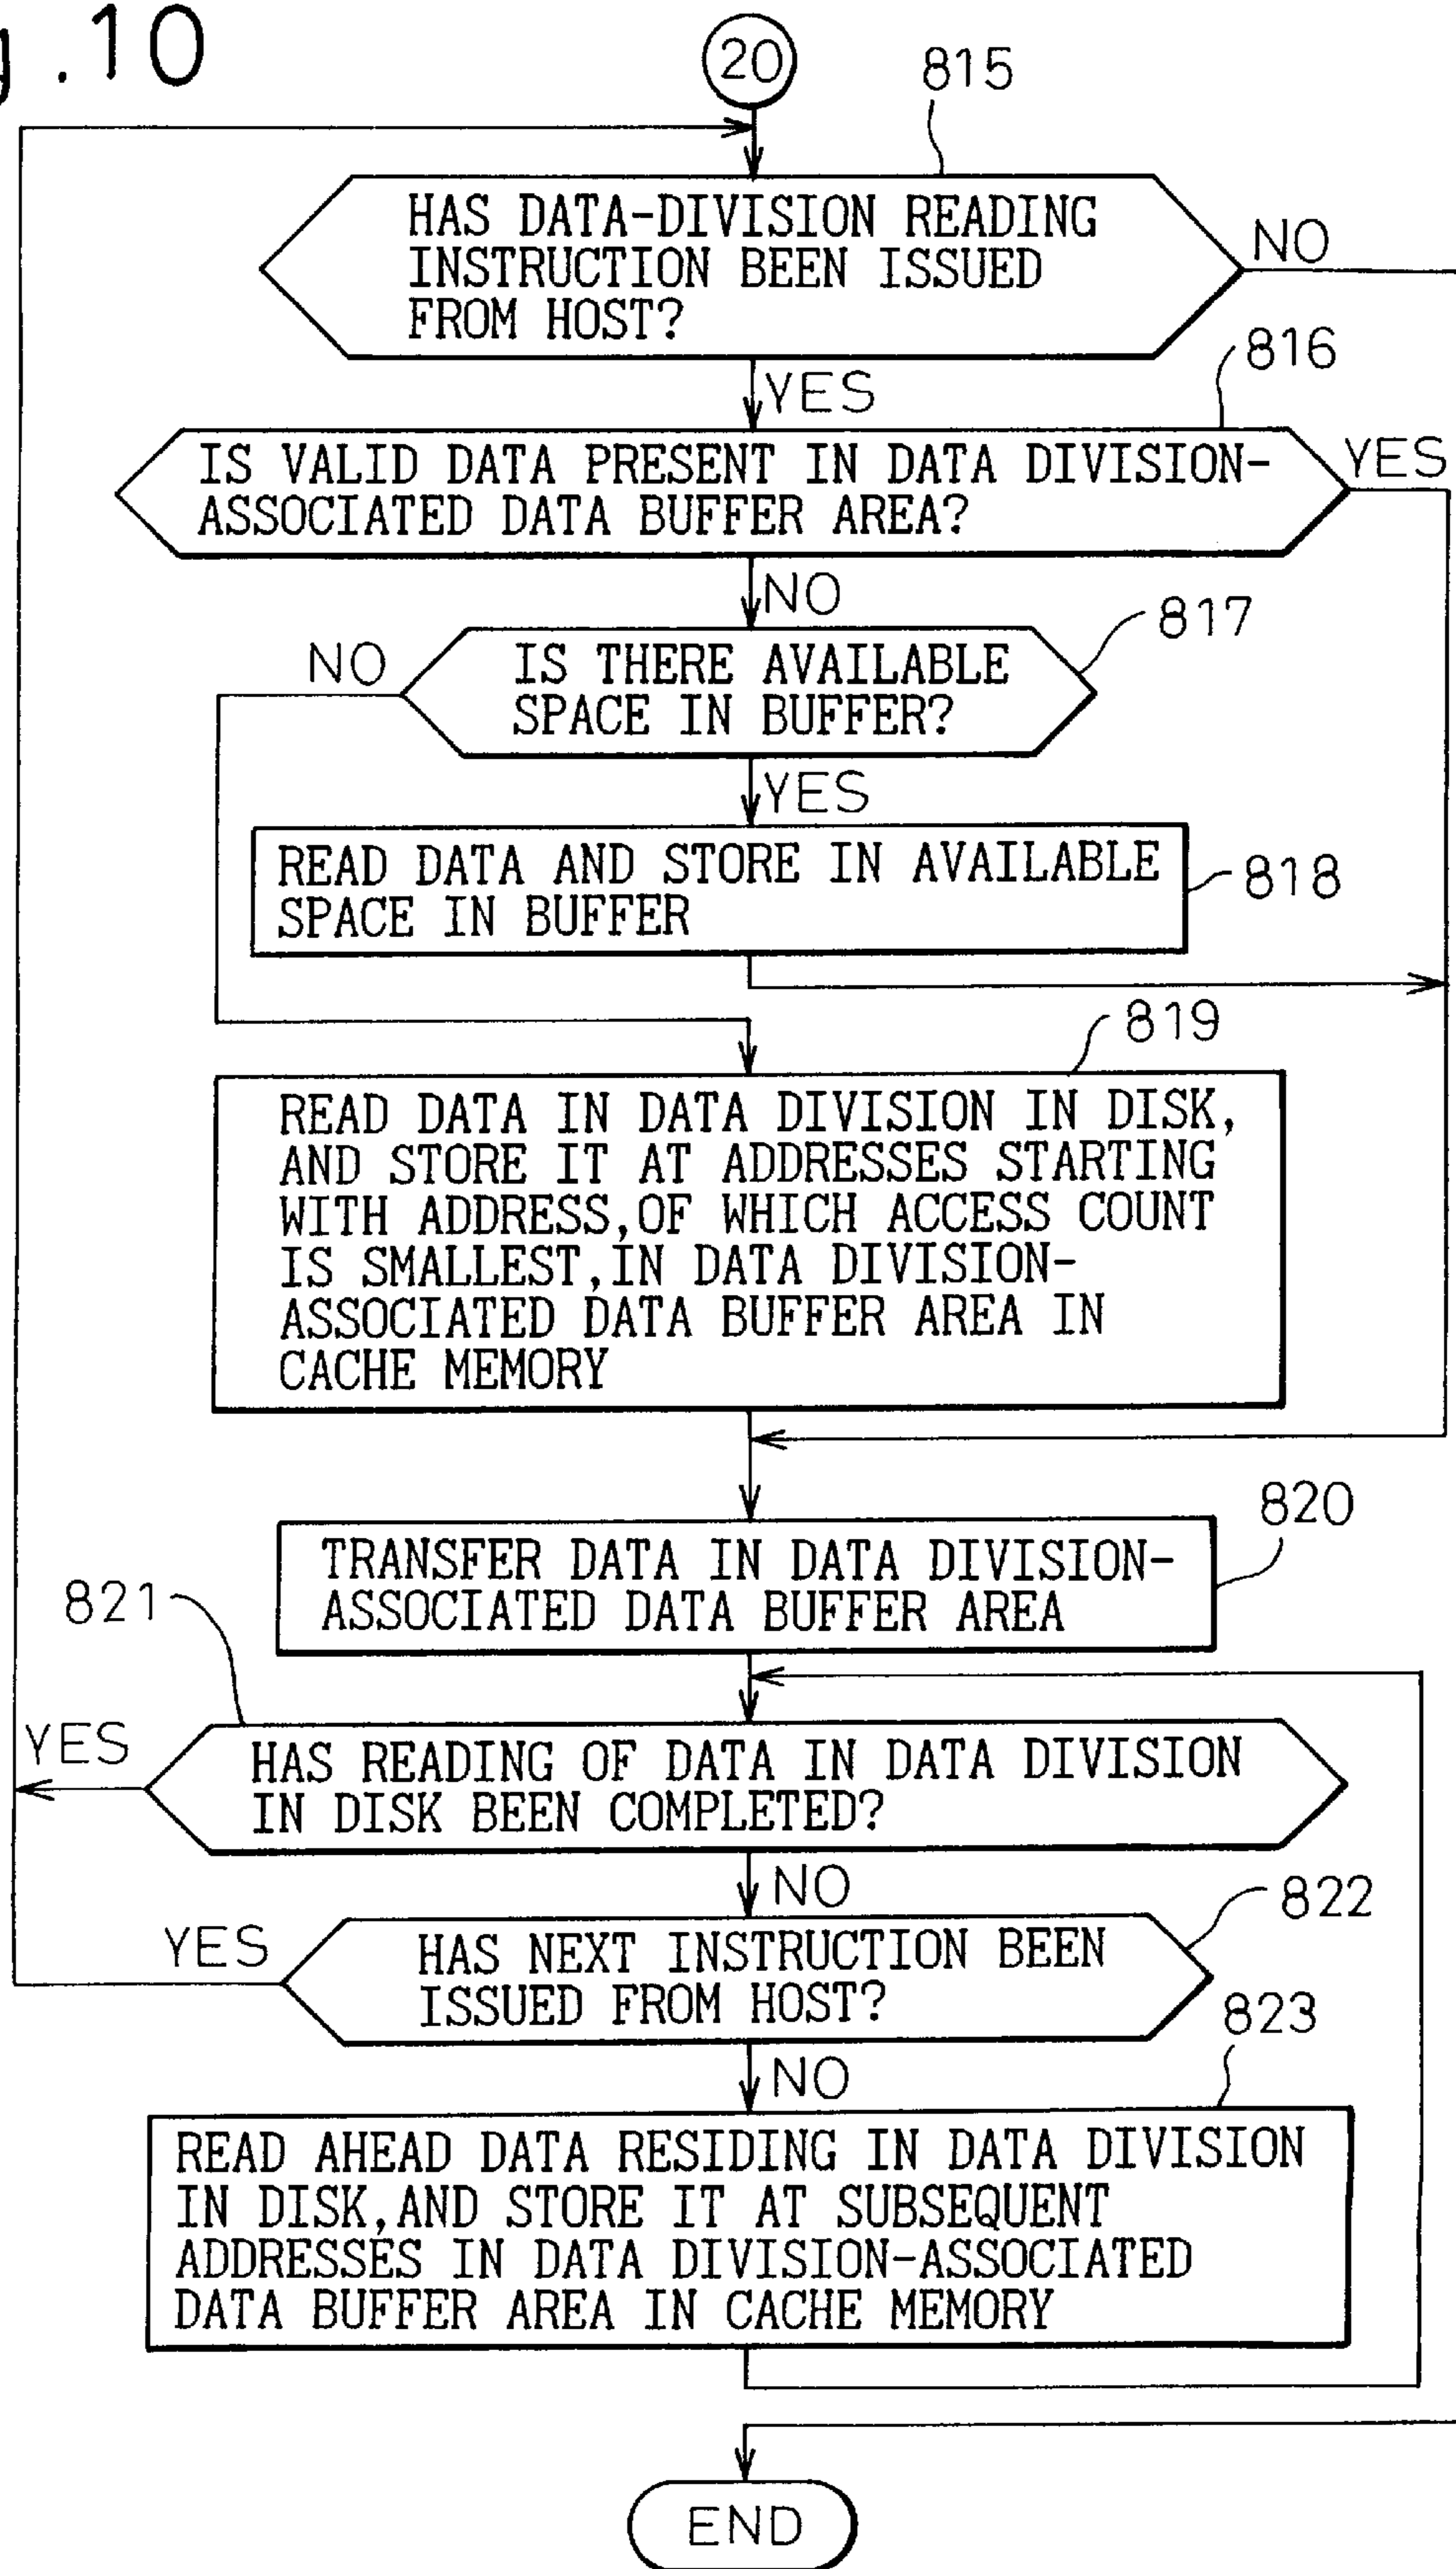 g.10
20
815
HAS DATA-DIVISION READING
INSTRUCTION BEEN ISSUED
FROM HOST?
NO
816
YES
IS VALID DATA PRESENT IN DATA DIVISION-
ASSOCIATED DATA BUFFER AREA?
YES
NO
817
NO
IS THERE AVAILABLE
SPACE IN BUFFER?
YES
READ DATA AND STORE IN AVAILABLE
SPACE IN BUFFER
818
819
READ DATA IN DATA DIVISION IN DISK,
AND STORE IT AT ADDRESSES STARTING
WITH ADDRESS,OF WHICH ACCESS COUNT
IS SMALLEST,IN DATA DIVISION-
ASSOCIATED DATA BUFFER AREA IN
CACHE MEMORY
820
TRANSFER DATA IN DATA DIVISION-
ASSOCIATED DATA BUFFER AREA
821
YES
HAS READING OF DATA IN DATA DIVISION
IN DISK BEEN COMPLETED?
NO
822
YES
HAS NEXT INSTRUCTION BEEN
ISSUED FROM HOST?
823
NO
READ AHEAD DATA RESIDING IN DATA DIVISION
IN DISK,AND STORE IT AT SUBSEQUENT
ADDRESSES IN DATA DIVISION-ASSOCIATED
DATA BUFFER AREA IN CACHE MEMORY
END